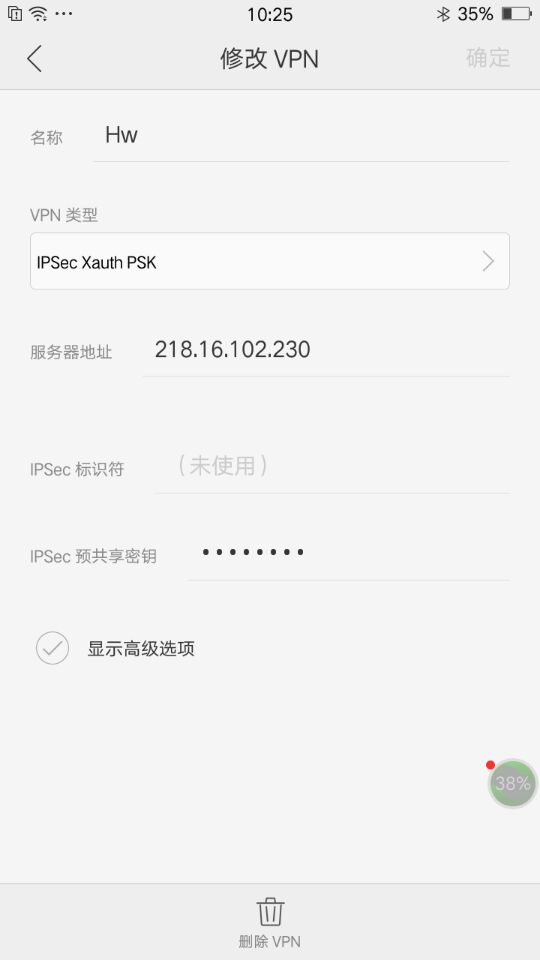 10:25
35%
修改 VPN
确定
名称
Hw
VPN 类型
IPSec Xauth PSK
服务器地址
218.16.102.230
IPSec 标识符
(未使用)
IPSec 预共享密钥
••••••••
显示高级选项
38%
删除 VPN